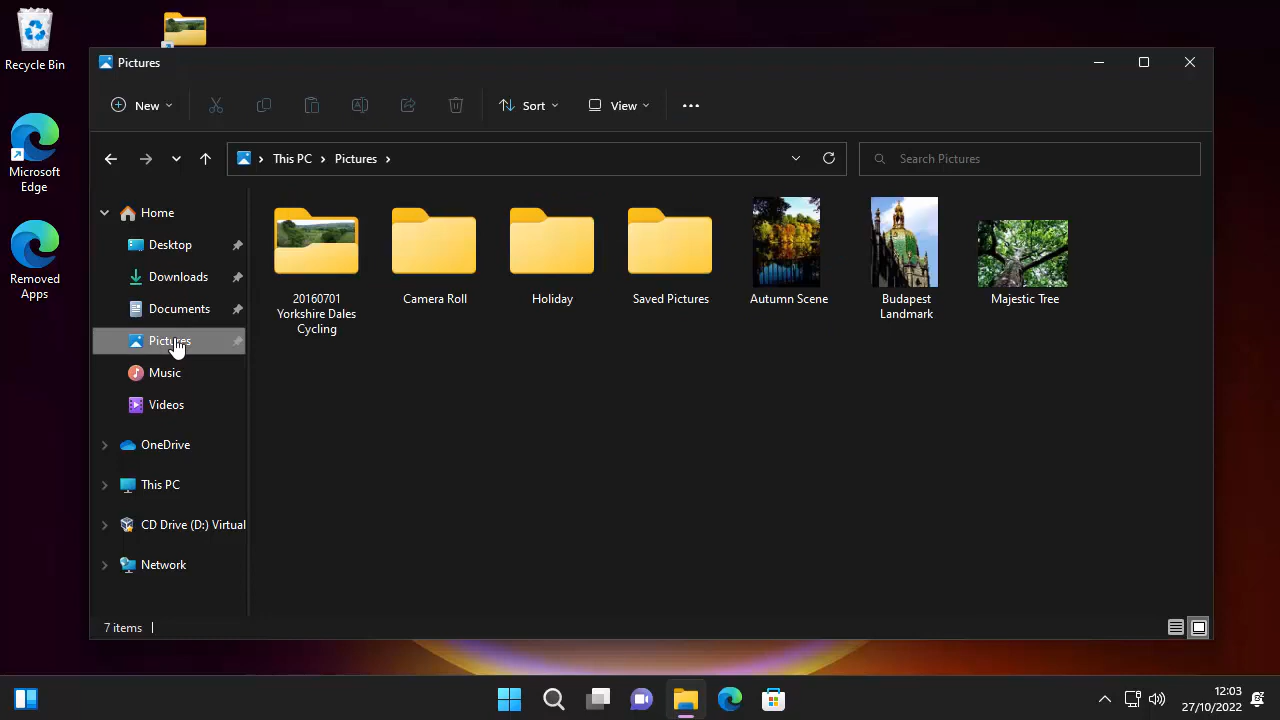 Recycle Bin
Microsoft
Edge
Removed
Apps
Pictures
New
Sort
View
This PC
Pictures
Search Pictures
Home
Desktop
Downloads
Documents
Pictures
Music
Videos
OneDrive
This PC
CD Drive (D:) Virtual
Network
20160701
Yorkshire Dales
Cycling
Camera Roll
Holiday
Saved Pictures
Autumn Scene
Budapest
Landmark
Majestic Tree
7 items
12:03
27/10/2022